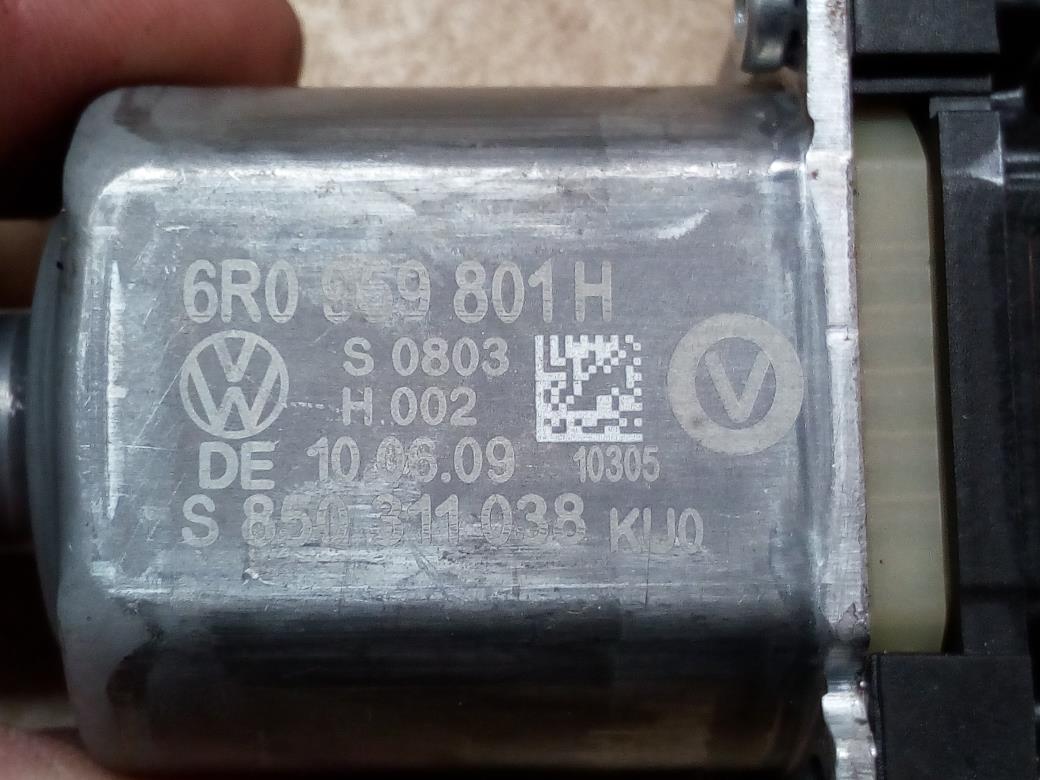 6R0 959 801 H
S 0803
H.002
DE 10.06.09
10305
S 850 311 038 KIJ0